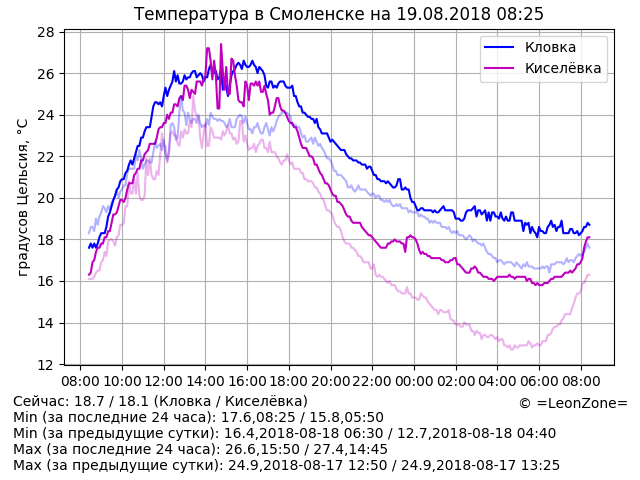 Температура в Смоленске на 19.08.2018 08:25
градусов Цельсия, °C
28
26
24
22
20
18
16
14
12
Кловка
Киселёвка
08:00 10:00 12:00 14:00 16:00 18:00 20:00 22:00 00:00 02:00 04:00 06:00 08:00
Сейчас: 18.7 / 18.1 (Кловка / Киселёвка)
© =LeonZone=
Min (за последние 24 часа): 17.6,08:25 / 15.8,05:50
Min (за предыдущие сутки): 16.4,2018-08-18 06:30 / 12.7,2018-08-18 04:40
Max (за последние 24 часа): 26.6,15:50 / 27.4,14:45
Max (за предыдущие сутки): 24.9,2018-08-17 12:50 / 24.9,2018-08-17 13:25